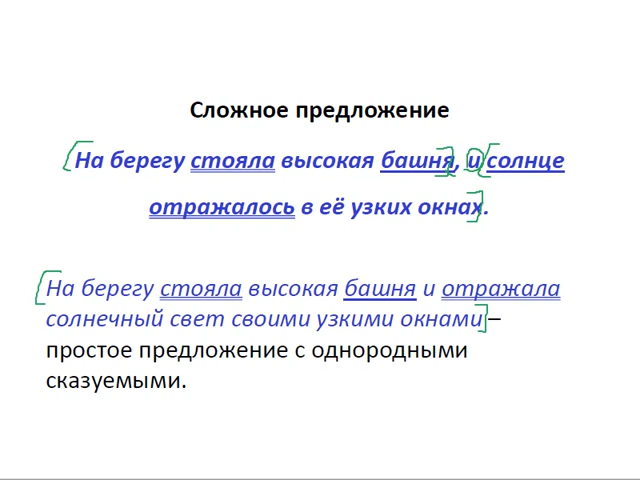 Сложное предложение
На берегу стояла высокая башня, и солнце
отражалось в её узких окнах.
На берегу стояла высокая башня и отражала
солнечный свет своими узкими окнами –
простое предложение с однородными
сказуемыми.